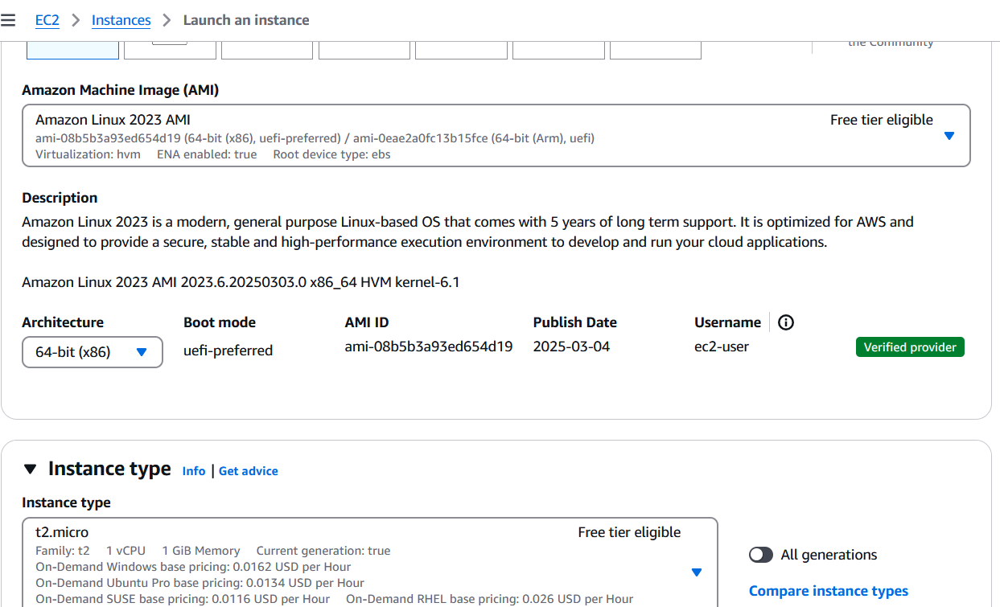 EC2 > Instances > Launch an instance
the Community
Amazon Machine Image (AMI)
Amazon Linux 2023 AMI Free tier eligible
ami-08b5b3a93ed654d19 (64-bit (x86), uefi-preferred) / ami-0eae2a0fc13b15fce (64-bit (Arm), uefi)
Virtualization: hvm ENA enabled: true Root device type: ebs
Description
Amazon Linux 2023 is a modern, general purpose Linux-based OS that comes with 5 years of long term support. It is optimized for AWS and
designed to provide a secure, stable and high-performance execution environment to develop and run your cloud applications.
Amazon Linux 2023 AMI 2023.6.20250303.0 x86_64 HVM kernel-6.1
Architecture Boot mode AMI ID Publish Date Username
64-bit (x86) uefi-preferred ami-08b5b3a93ed654d19 2025-03-04 ec2-user Verified provider
Instance type Info | Get advice
Instance type
t2.micro Free tier eligible
Family: t2 1 vCPU 1 GiB Memory Current generation: true
On-Demand Windows base pricing: 0.0162 USD per Hour
On-Demand Ubuntu Pro base pricing: 0.0134 USD per Hour
On-Demand SUSE base pricing: 0.0116 USD per Hour On-Demand RHEL base pricing: 0.026 USD per Hour
All generations
Compare instance types